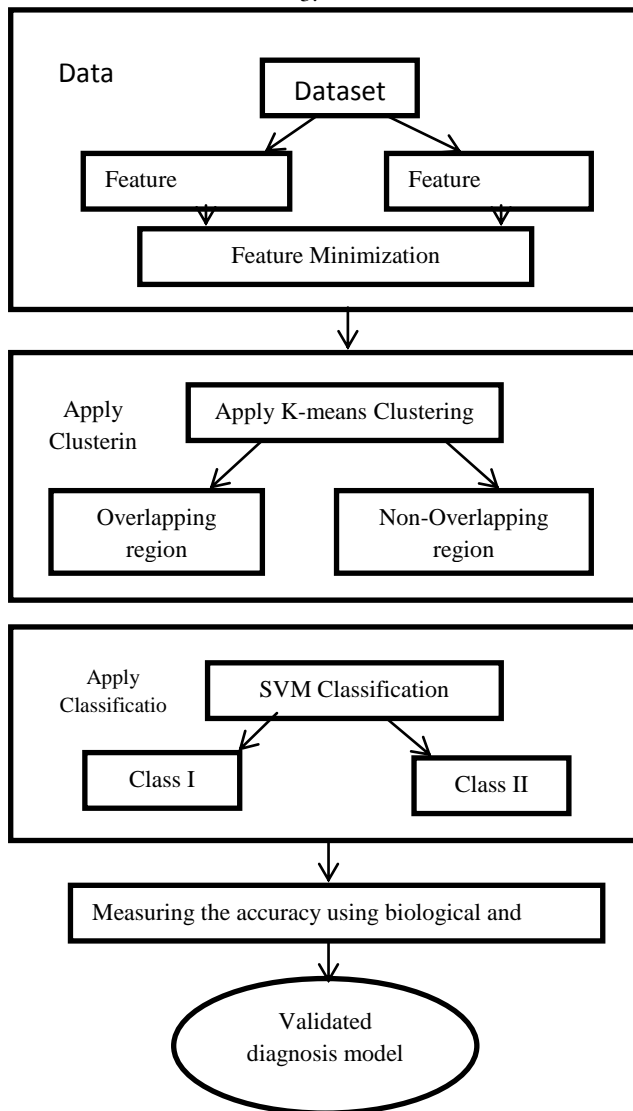 Data
Dataset
Feature
Feature
Feature Minimization
Apply
Clusterin
Apply K-means Clustering
Overlapping
region
Non-Overlapping
region
Apply
Classificatio
SVM Classification
Class I
Class II
Measuring the accuracy using biological and
Validated
diagnosis model